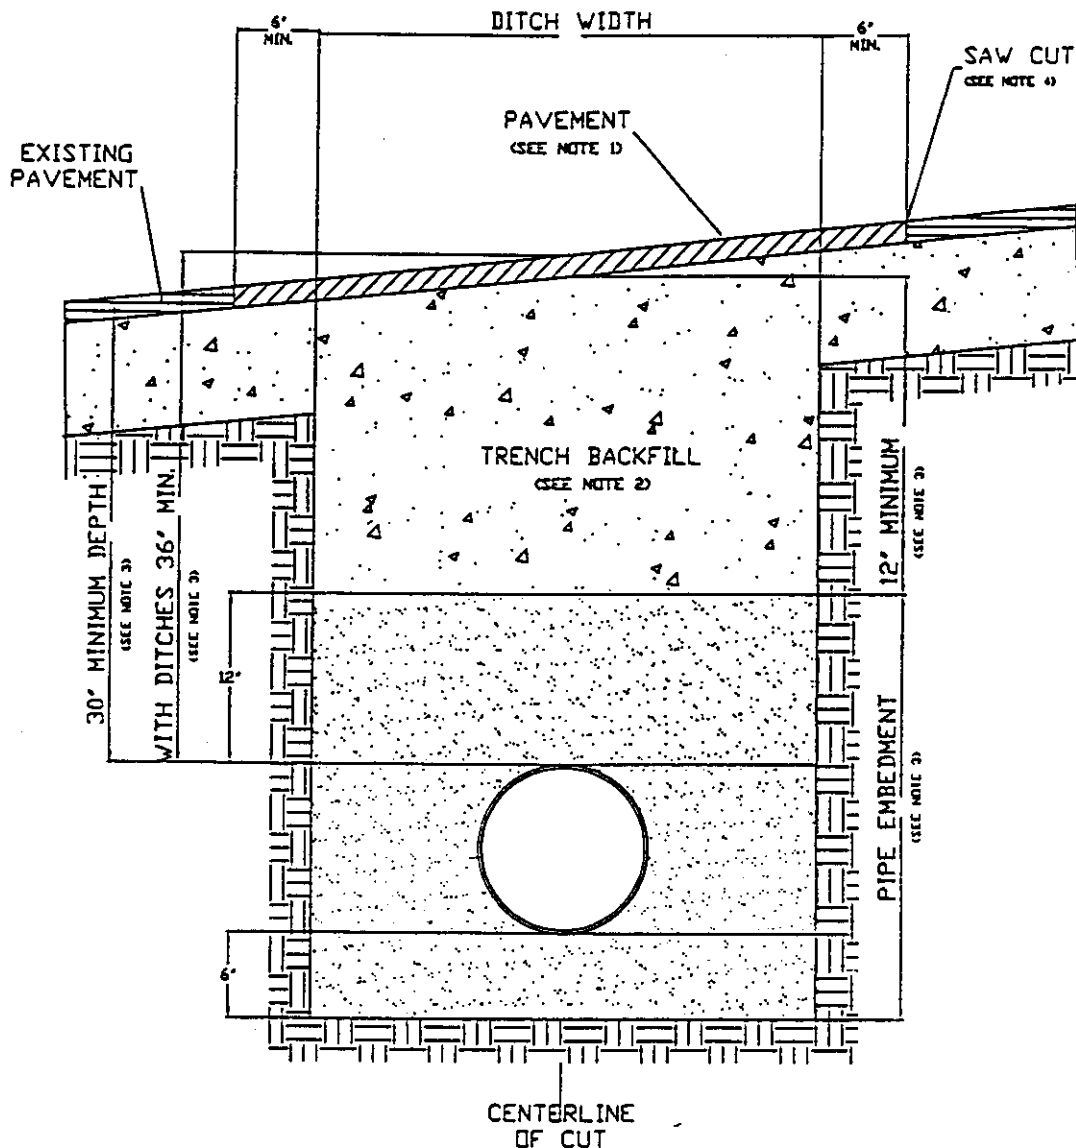 6"
MIN.
DITCH WIDTH
6"
MIN.
SAW CUT
(SEE NOTE 4)
PAVEMENT
(SEE NOTE 1)
EXISTING
PAVEMENT
TRENCH BACKFILL
(SEE NOTE 2)
30" MINIMUM DEPTH
(SEE NOTE 3)
WITH DITCHES 36" MIN.
(SEE NOTE 3)
12" MINIMUM
(SEE NOTE 3)
12"
PIPE EMBEDMENT
(SEE NOTE 3)
6"
CENTERLINE
OF CUT